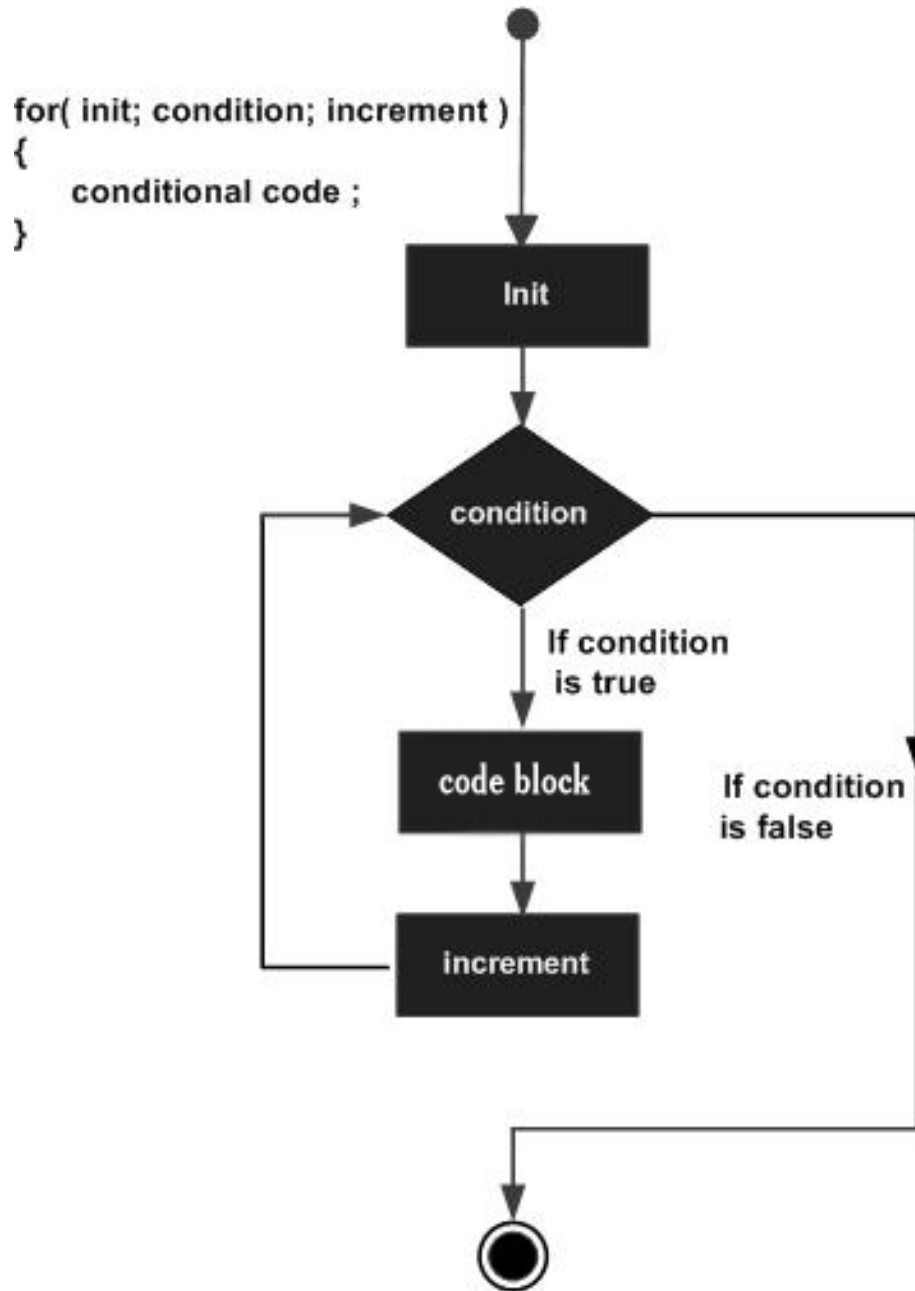 for( init; condition; increment )
{
conditional code ;
}
Init
condition
If condition
is true
code block
If condition
is false
increment